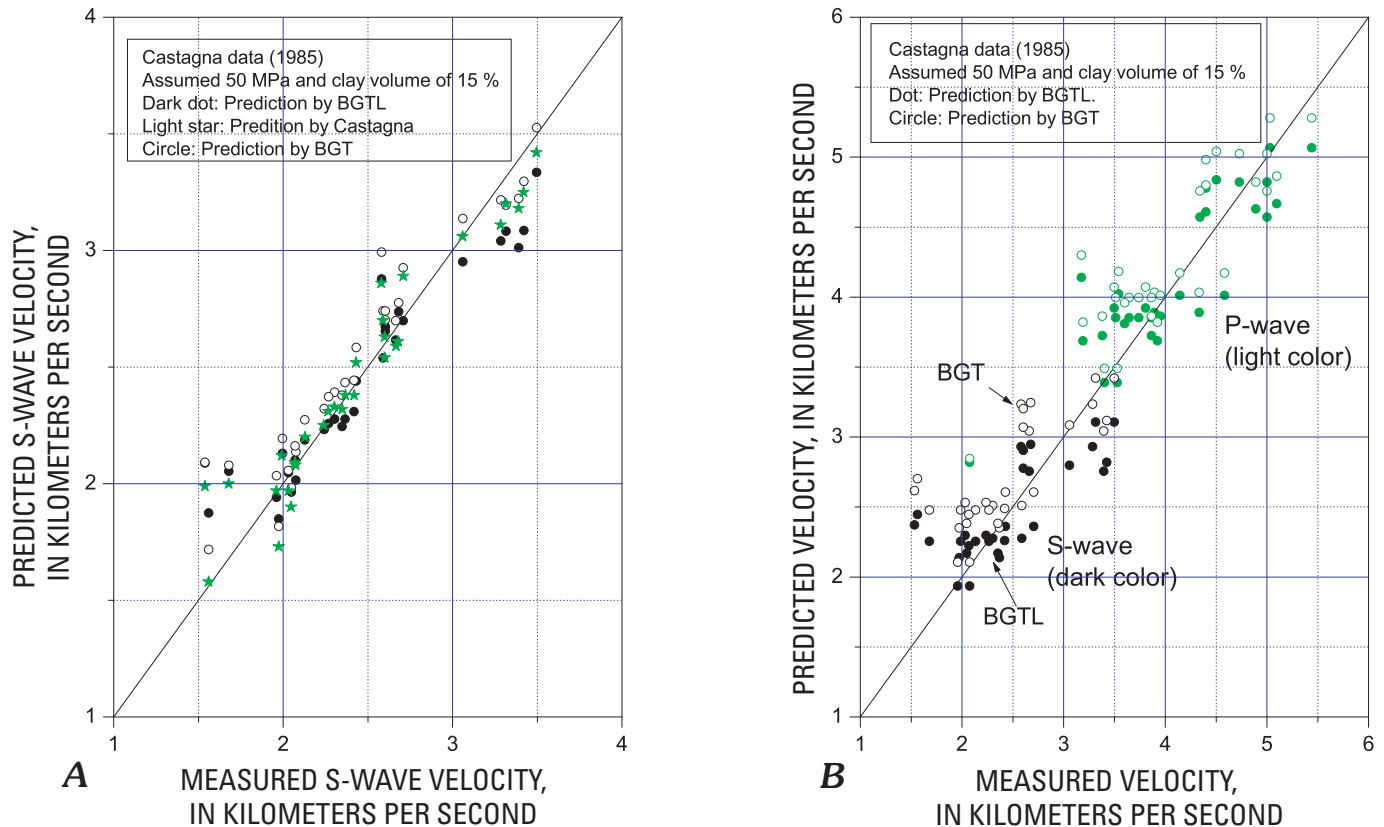 4
3
2
1
1
2
3
4
PREDICTED S-WAVE VELOCITY,
IN KILOMETERS PER SECOND
Castagna data (1985)
Assumed 50 MPa and clay volume of 15 %
Dark dot: Prediction by BGTL
Light star: Predition by Castagna
Circle: Prediction by BGT
A
MEASURED S-WAVE VELOCITY,
IN KILOMETERS PER SECOND
6
5
4
3
2
1
1
2
3
4
5
6
PREDICTED VELOCITY, IN KILOMETERS PER SECOND
Castagna data (1985)
Assumed 50 MPa and clay volume of 15 %
Dot: Prediction by BGTL.
Circle: Prediction by BGT
P-wave
(light color)
BGT
S-wave
(dark color)
BGTL
B
MEASURED VELOCITY,
IN KILOMETERS PER SECOND